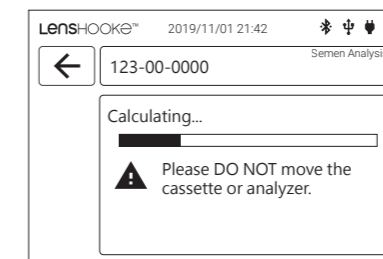 LensHOOKE™ 2019/11/01 21:42
Semen Analysis
123-00-0000
Calculating...
Please DO NOT move the
cassette or analyzer.